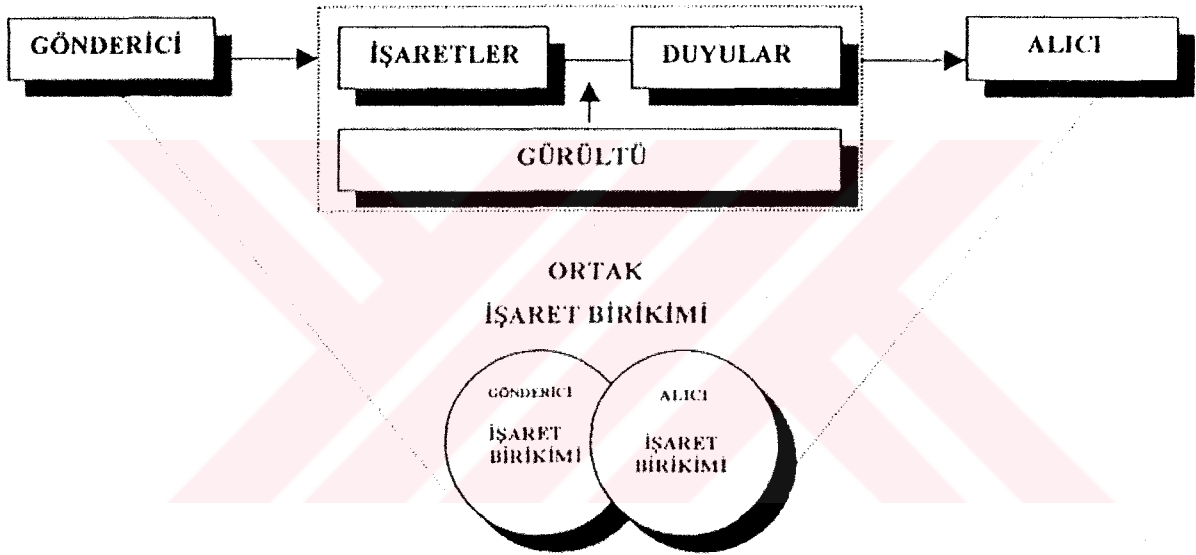 GÖNDERİCİ
İŞARETLER
DUYULAR
ALICI
GÜRÜLTÜ
ORTAK
İŞARET BİRİKİMİ
GÖNDERİCİ
İŞARET
BİRİKİMİ
ALICI
İŞARET
BİRİKİMİ